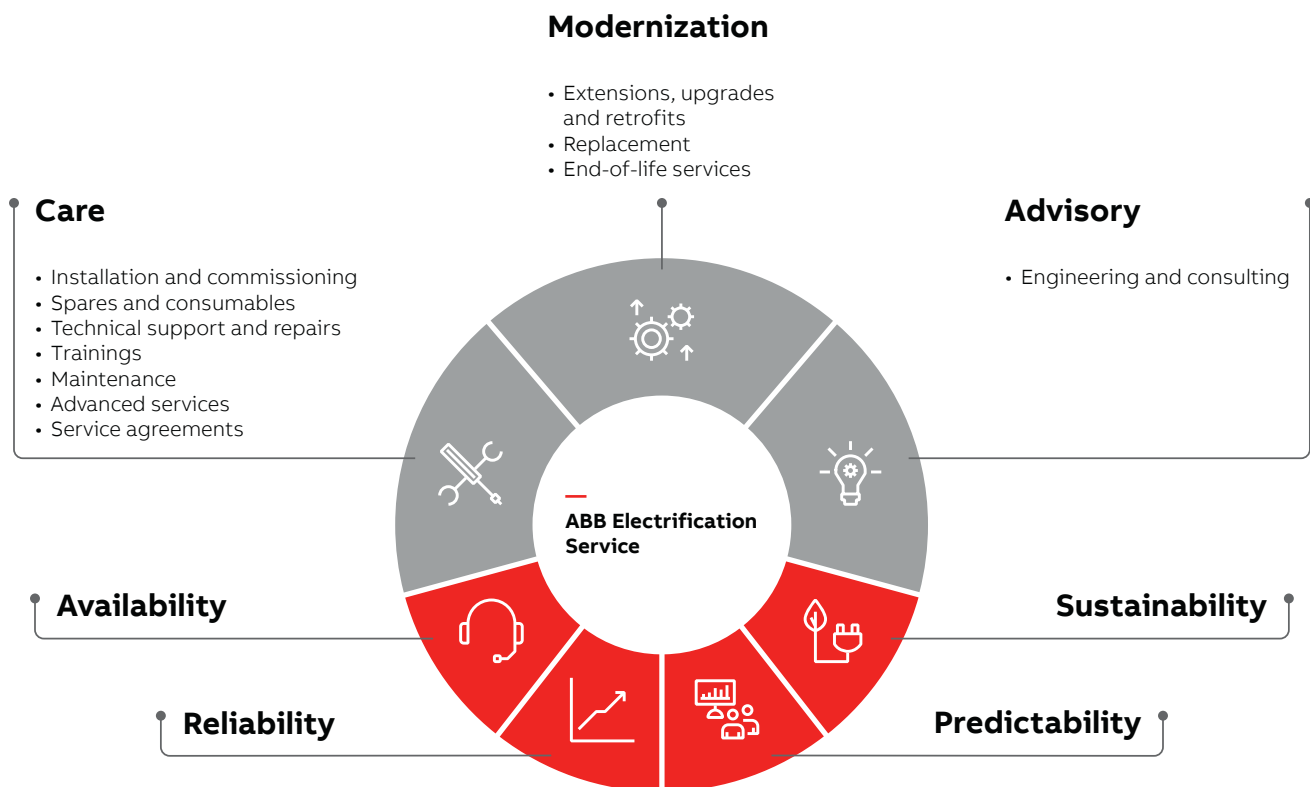 Modernization
• Extensions, upgrades
and retrofits
• Replacement
• End-of-life services
Care
• Installation and commissioning
• Spares and consumables
• Technical support and repairs
• Trainings
• Maintenance
• Advanced services
• Service agreements
Advisory
• Engineering and consulting
ABB Electrification
Service
Availability
Sustainability
Reliability
Predictability